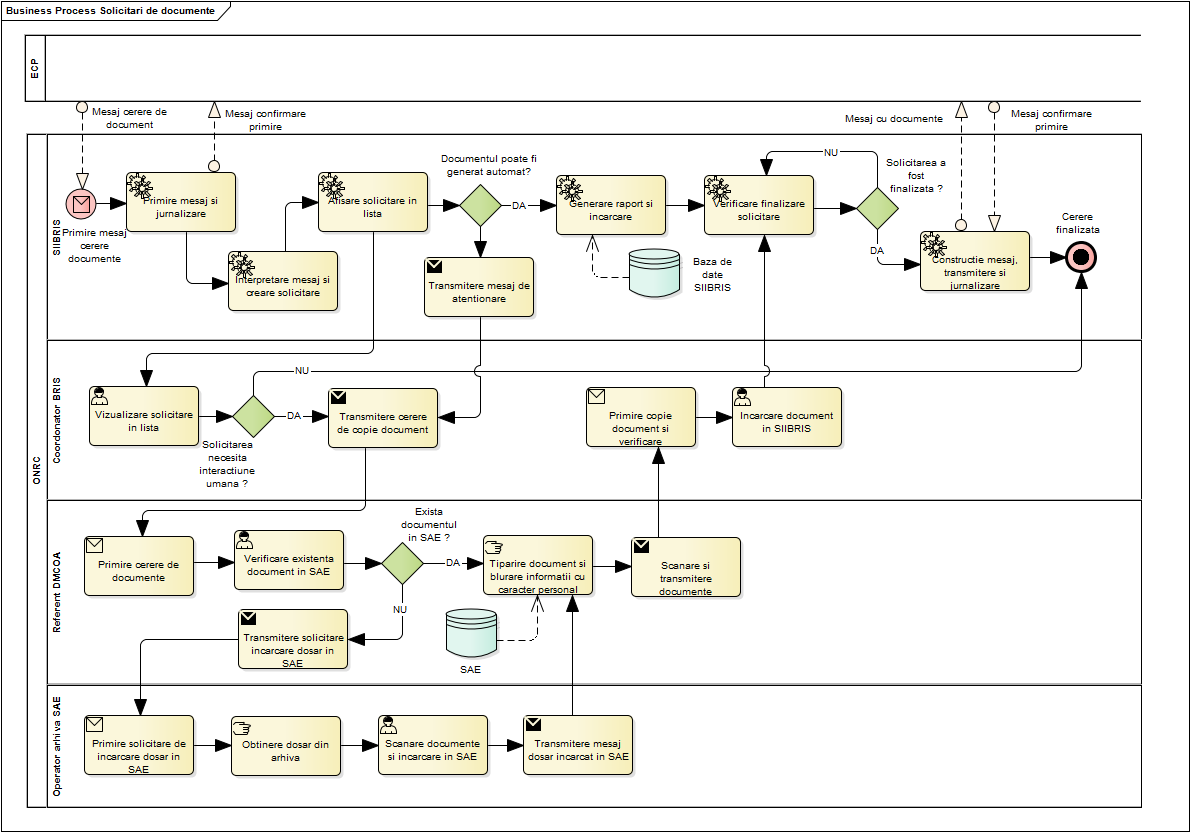 Business Process Solicitari de documente
ECP
Mesaj cerere de
document
Mesaj confirmare
primire
Mesaj cu documente
Mesaj confirmare
primire
ONRC
SIIBRIS
Primire mesaj
cerere
documente
Primire mesaj si
jurnalizare
Interpretare mesaj si
creare solicitare
Afisare solicitare in
lista
Documentul poate fi
generat automat?
DA
Transmitere mesaj de
atentionare
Generare raport si
incarcare
Baza de
date
SIIBRIS
Verificare finalizare
solicitare
NU
Solicitarea a
fost
finalizata ?
DA
Constructie mesaj,
transmitere si
jurnalizare
Cerere
finalizata
Coordonator BRIS
Vizualizare solicitare
in lista
Solicitarea
necesita
interactiune
umana ?
NU
DA
Transmitere cerere
de copie document
Primire copie
document si
verificare
Incarcare document
in SIIBRIS
Referent DMCOA
Primire cerere de
documente
Verificare existenta
document in SAE
Exista
documentul
in SAE ?
DA
NU
Tiparire document si
blurare informatii cu
caracter personal
Scanare si
transmitere
documente
Transmitere solicitare
incarcare dosar in
SAE
SAE
Operator arhiva SAE
Primire solicitare de
incarcare dosar in
SAE
Obtinere dosar din
arhiva
Scanare documente
si incarcare in SAE
Transmitere mesaj
dosar incarcat in SAE